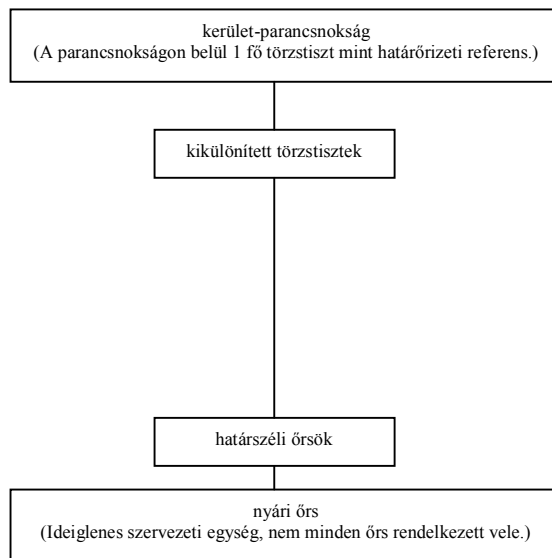 kerület-parancsnokság
(A parancsnokságon belül 1 fő törzstiszt mint határőrizeti referens.)
kikülönített törzstisztek
határszéli őrsök
nyári őrs
(Ideiglenes szervezeti egység, nem minden őrs rendelkezett vele.)